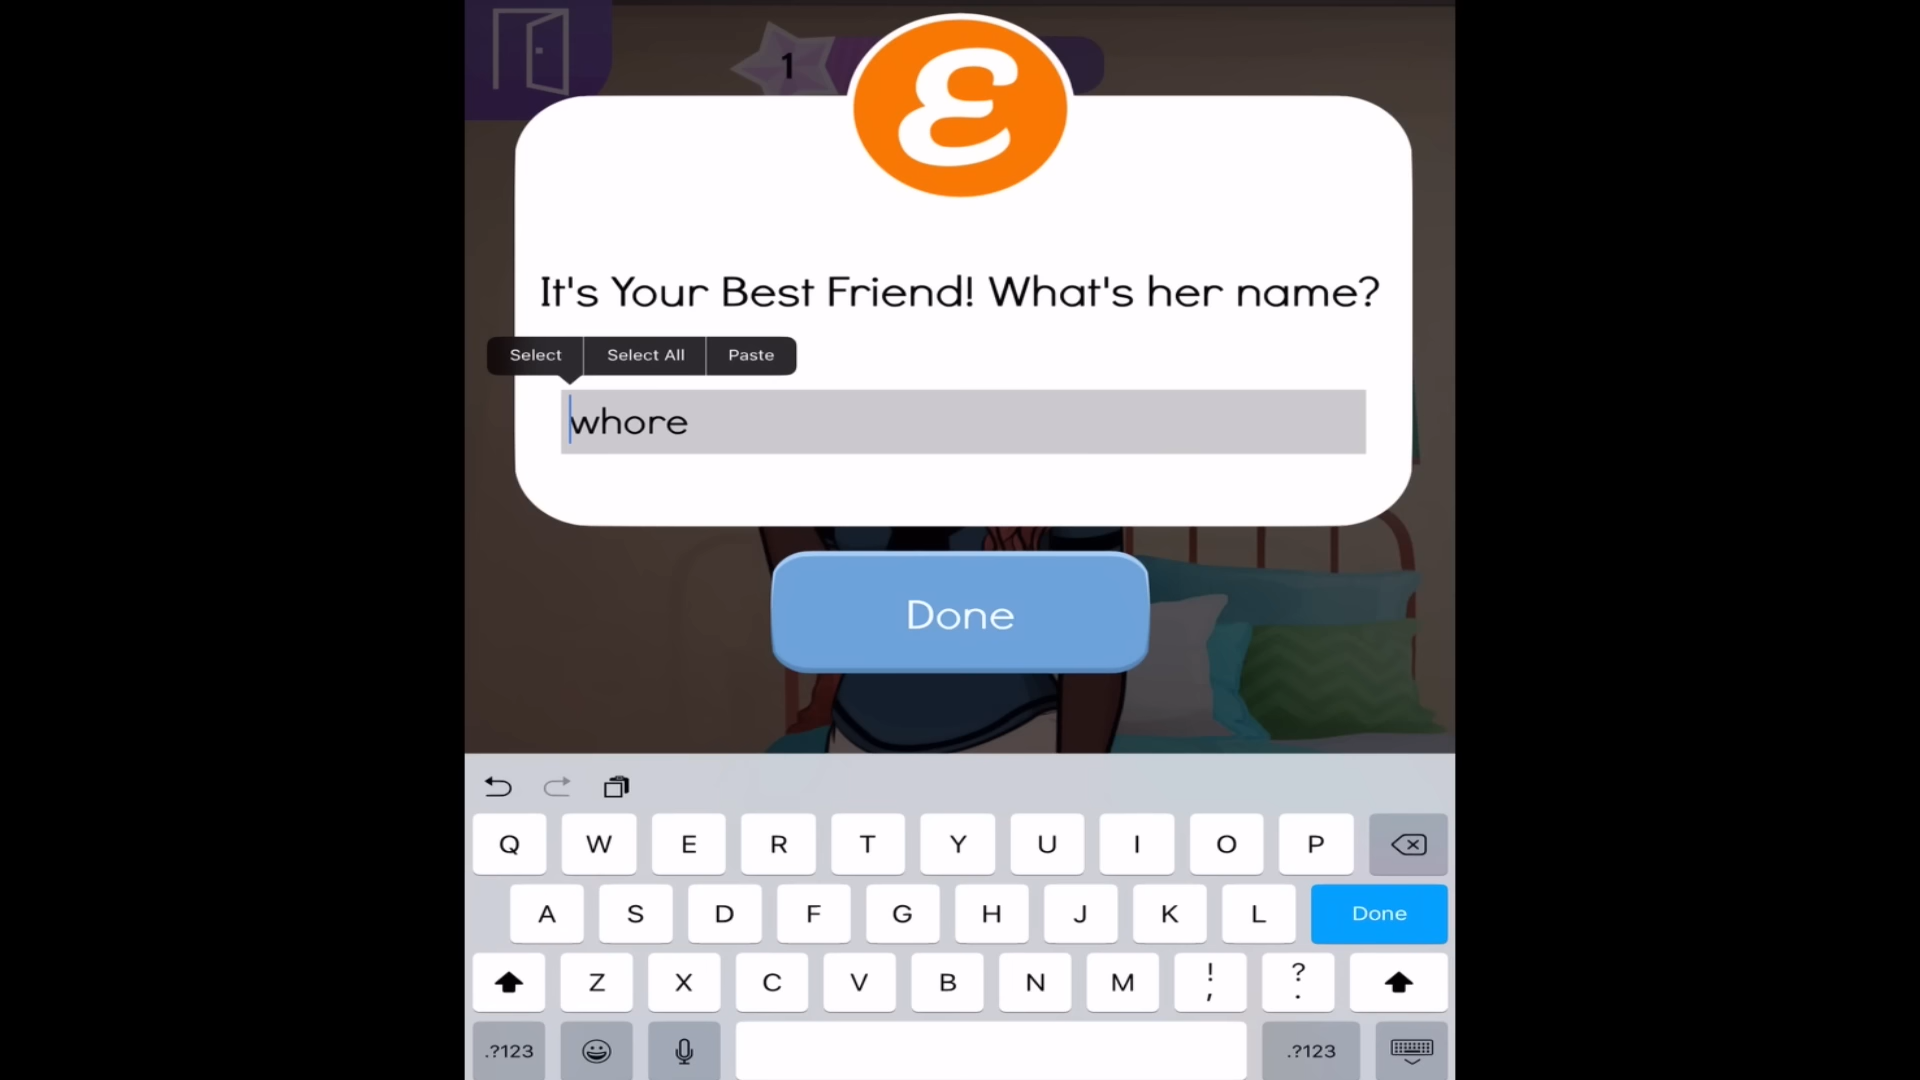 1
ε
It's Your Best Friend! What's her name?
Select Select All Paste
whore
Done
Q W E R T Y U I O P
A S D F G H J K L Done
Z X C V B N M ! , ? .
.?123 .?123